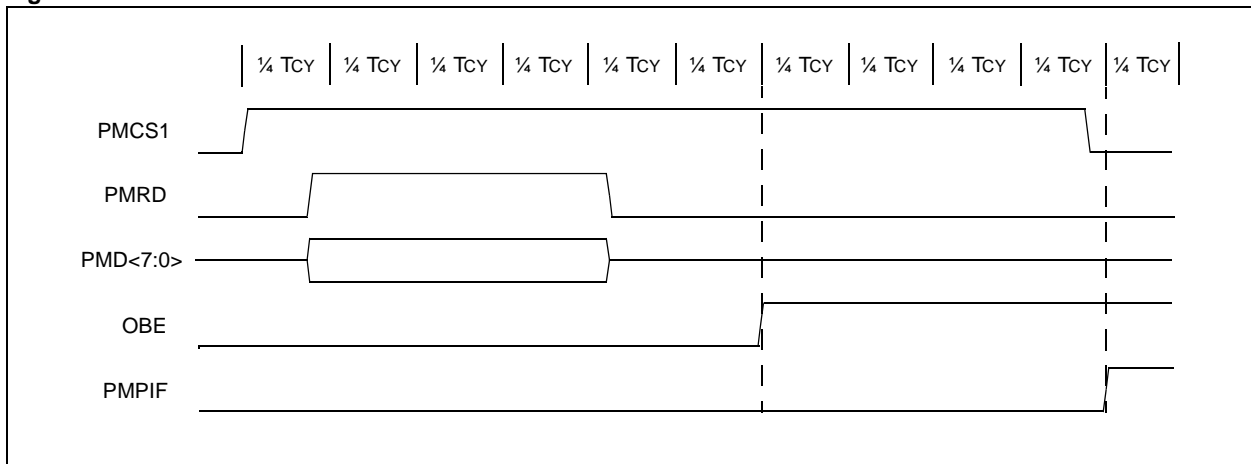 ¼ TCY ¼ TCY ¼ TCY ¼ TCY ¼ TCY ¼ TCY ¼ TCY ¼ TCY ¼ TCY ¼ TCY ¼ TCY
PMCS1
PMRD
PMD<7:0>
OBE
PMPIF